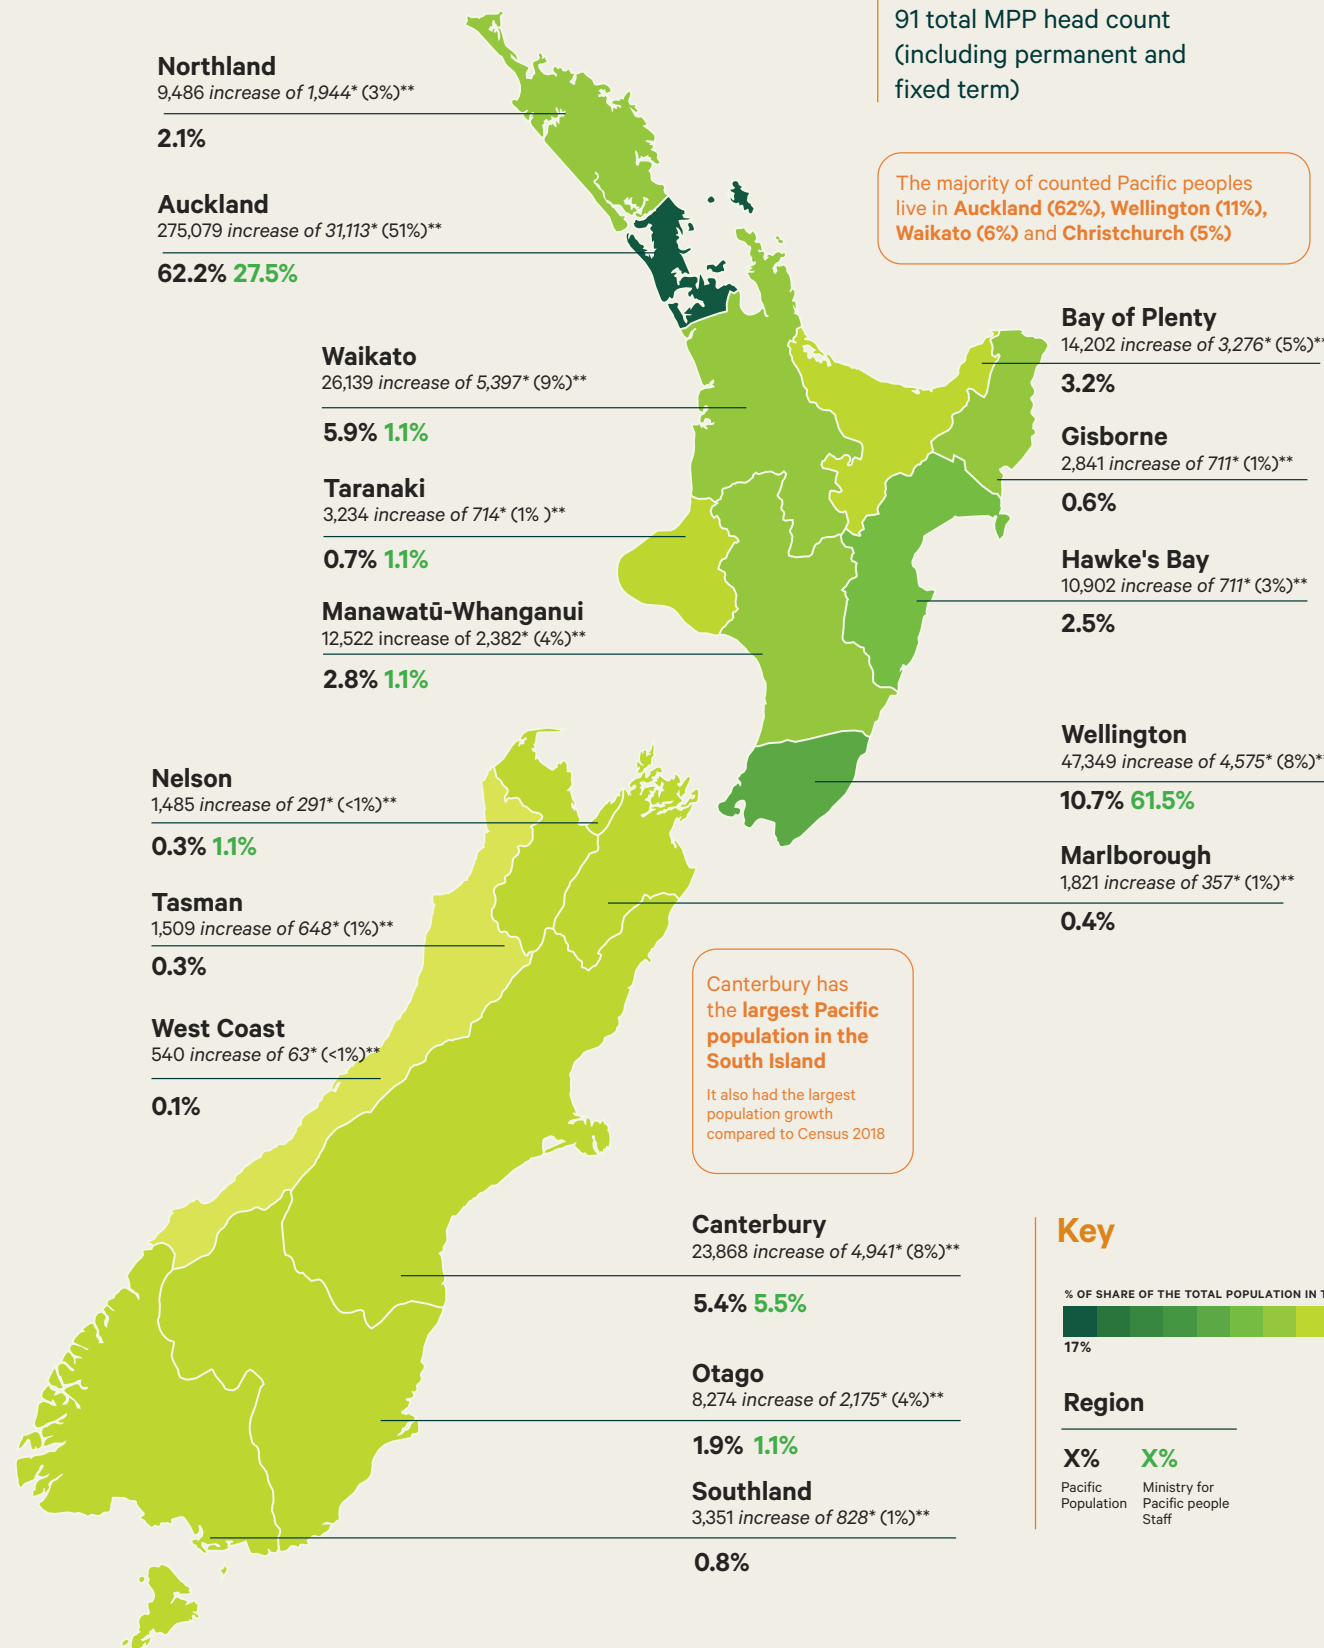 91 total MPP head count
(including permanent and
fixed term)
Northland
9,486 increase of 1,944* (3%)**
2.1%
Auckland
275,079 increase of 31,113* (51%)**
62.2% 27.5%
The majority of counted Pacific peoples
live in Auckland (62%), Wellington (11%),
Waikato (6%) and Christchurch (5%)
Waikato
26,139 increase of 5,397* (9%)**
5.9% 1.1%
Taranaki
3,234 increase of 714* (1% )**
0.7% 1.1%
Manawatū-Whanganui
12,522 increase of 2,382* (4%)**
2.8% 1.1%
Bay of Plenty
14,202 increase of 3,276* (5%)**
3.2%
Gisborne
2,841 increase of 711* (1%)**
0.6%
Hawke's Bay
10,902 increase of 711* (3%)**
2.5%
Wellington
47,349 increase of 4,575* (8%)**
10.7% 61.5%
Marlborough
1,821 increase of 357* (1%)**
0.4%
Nelson
1,485 increase of 291* (<1%)**
0.3% 1.1%
Tasman
1,509 increase of 648* (1%)**
0.3%
West Coast
540 increase of 63* (<1%)**
0.1%
Canterbury has
the largest Pacific
population in the
South Island
It also had the largest
population growth
compared to Census 2018
Canterbury
23,868 increase of 4,941* (8%)**
5.4% 5.5%
Otago
8,274 increase of 2,175* (4%)**
1.9% 1.1%
Southland
3,351 increase of 828* (1%)**
0.8%
Key
% OF SHARE OF THE TOTAL POPULATION IN
17%
Region
X% X%
Pacific
Population
Ministry for
Pacific people
Staff